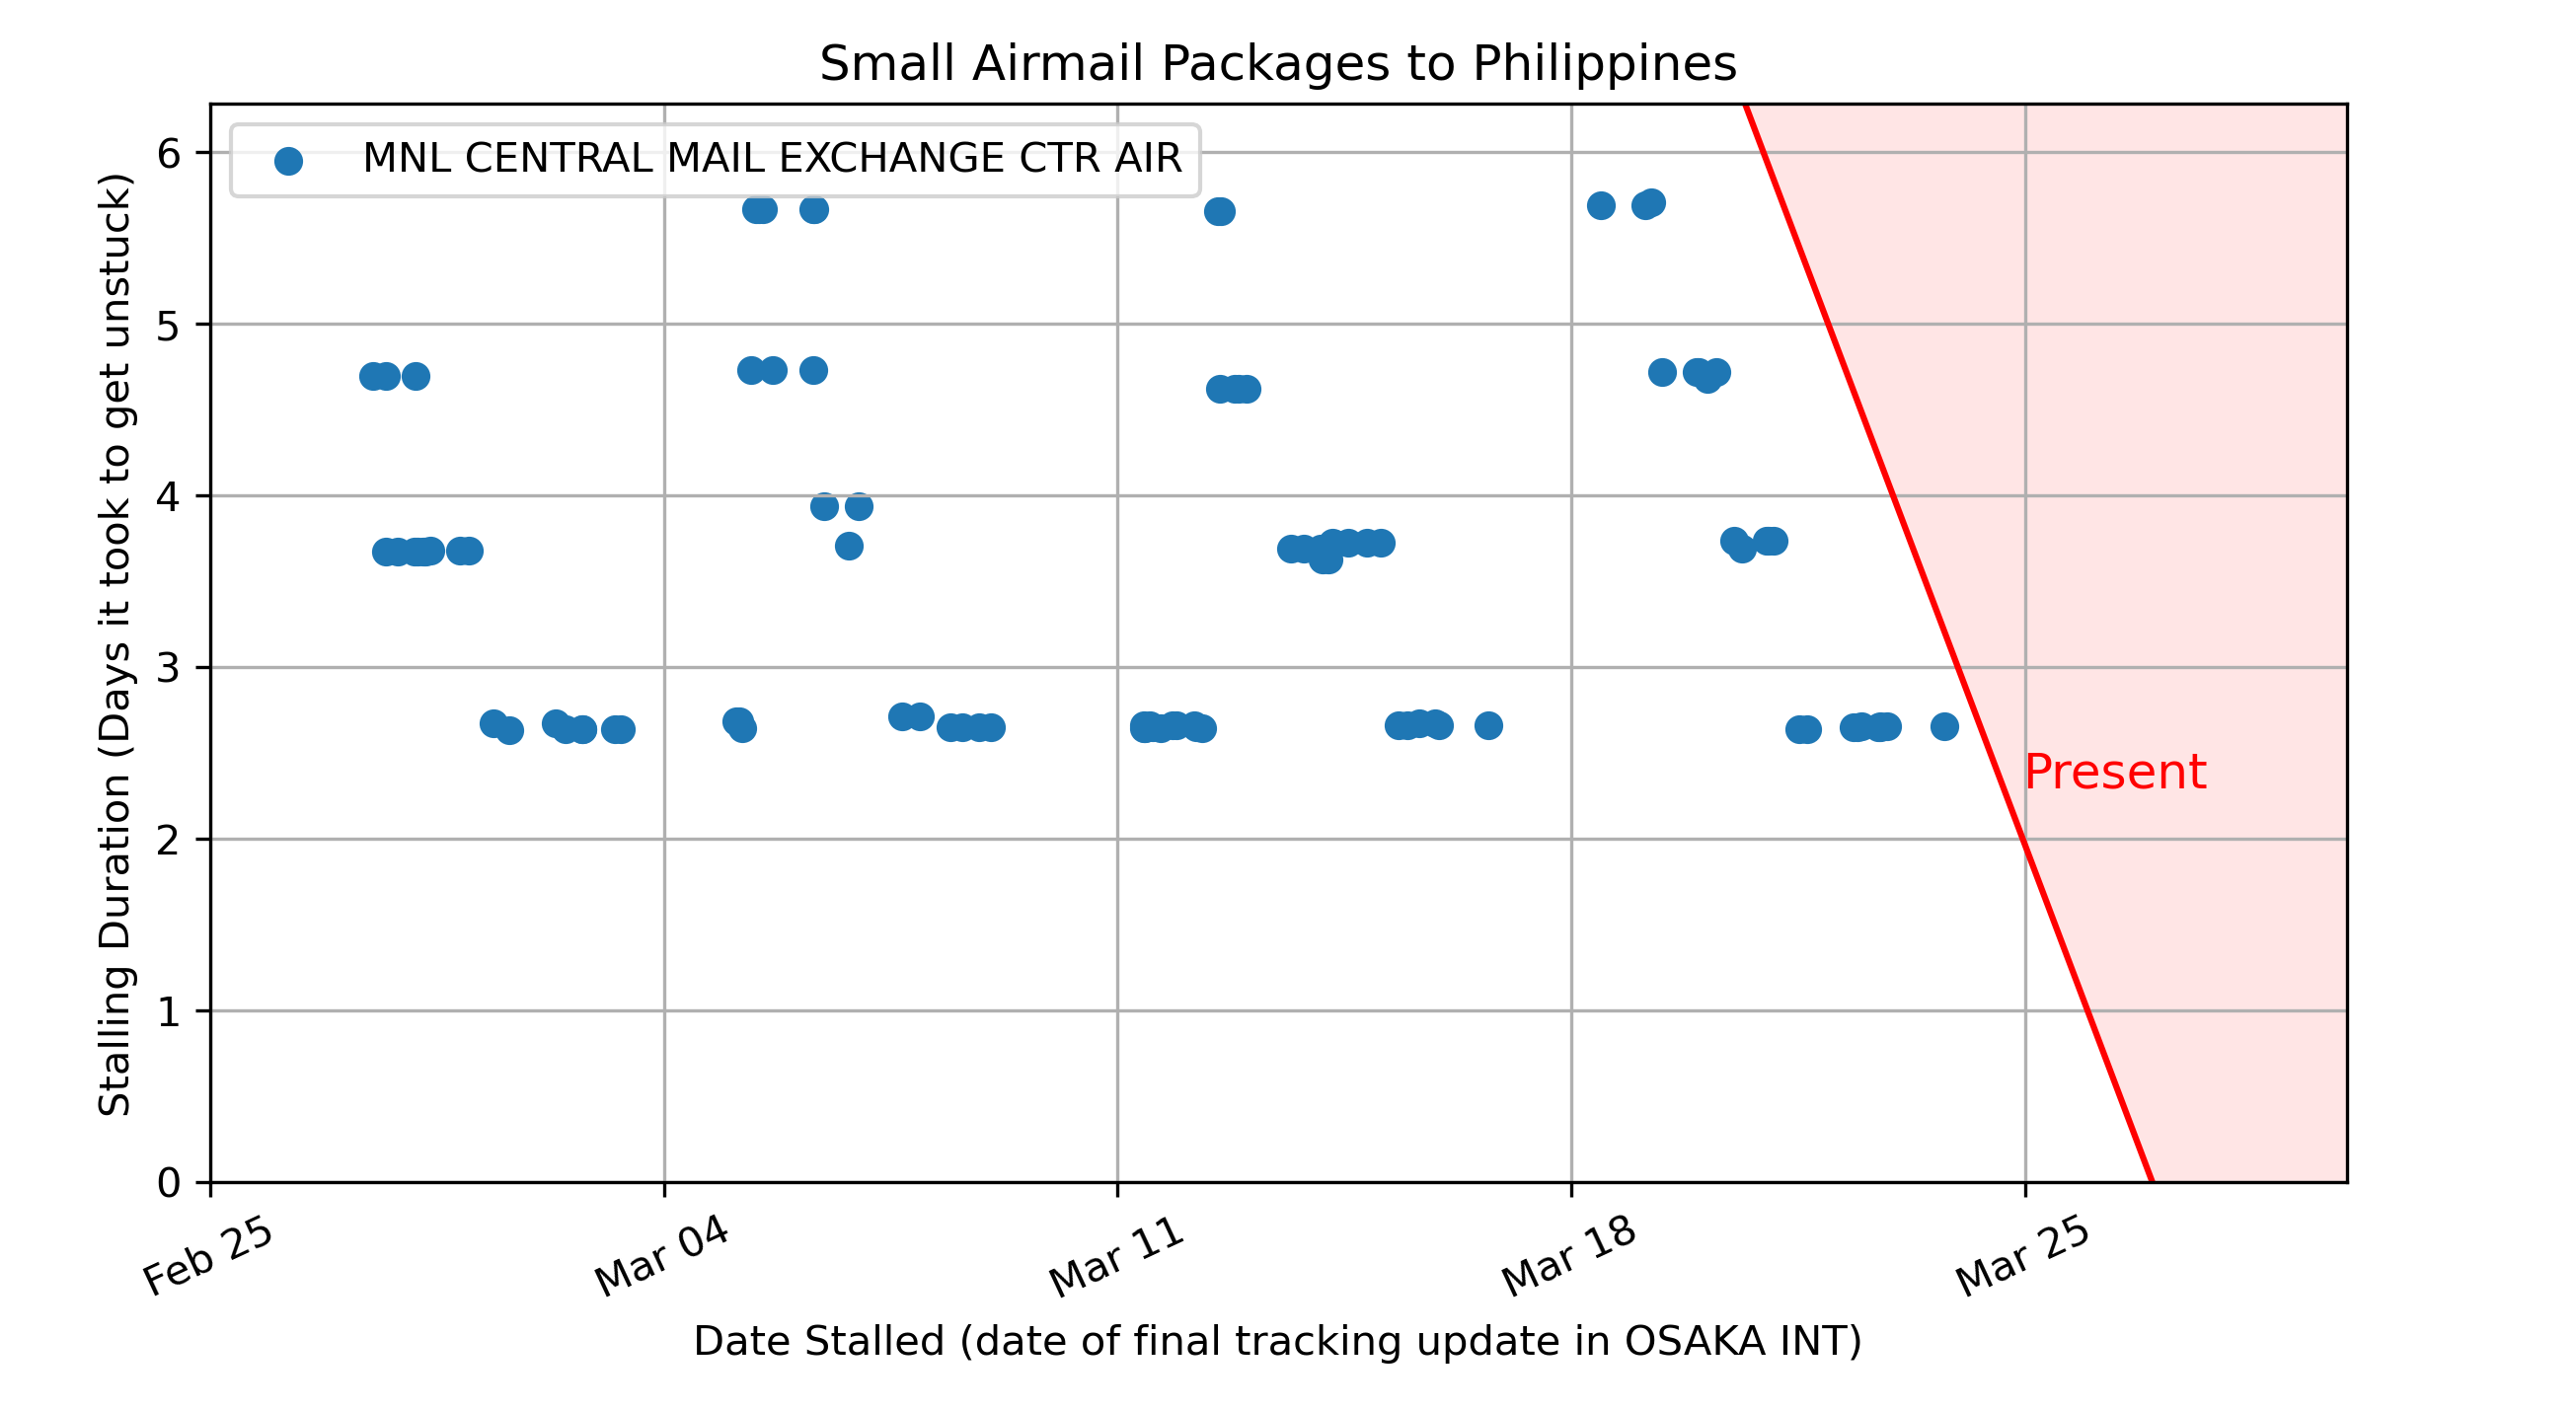 Small Airmail Packages to Philippines
MNL CENTRAL MAIL EXCHANGE CTR AIR
Stalling Duration (Days it took to get unstuck)
6
5
4
3
2
1
0
Present
Feb 25
Mar 04
Mar 11
Mar 18
Mar 25
Date Stalled (date of final tracking update in OSAKA INT)